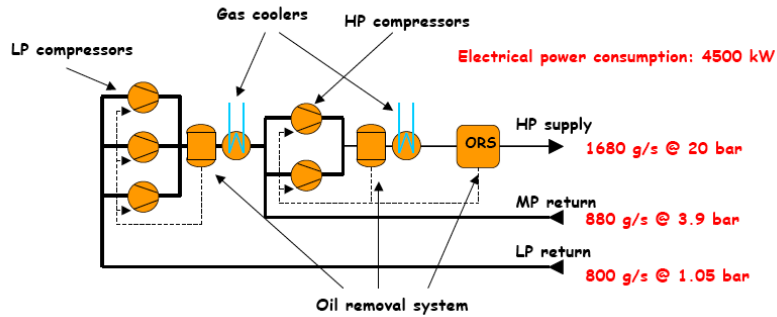 Gas coolers
HP compressors
LP compressors
Electrical power consumption: 4500 kW
HP supply
ORS
1680 g/s @ 20 bar
MP return
880 g/s @ 3.9 bar
LP return
800 g/s @ 1.05 bar
Oil removal system